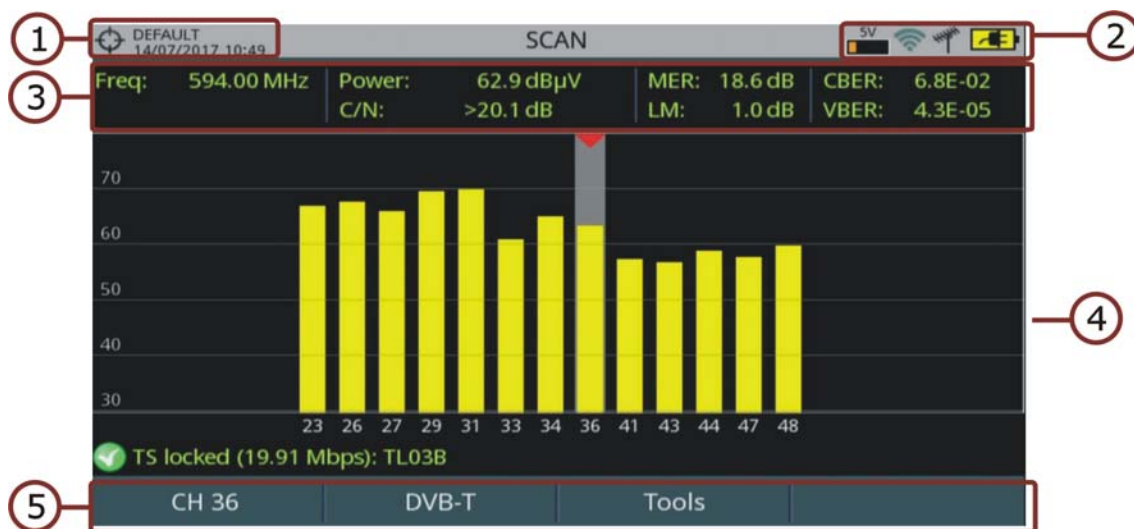 1
DEFAULT
14/07/2017 10:49
SCAN
5V
2
3
Freq: 594.00 MHz Power: 62.9 dBµV MER: 18.6 dB CBER: 6.8E-02
C/N: >20.1 dB LM: 1.0 dB VBER: 4.3E-05
70
60
50
40
30
4
23 26 27 29 31 33 34 36 41 43 44 47 48
TS locked (19.91 Mbps): TL03B
5
CH 36 DVB-T Tools